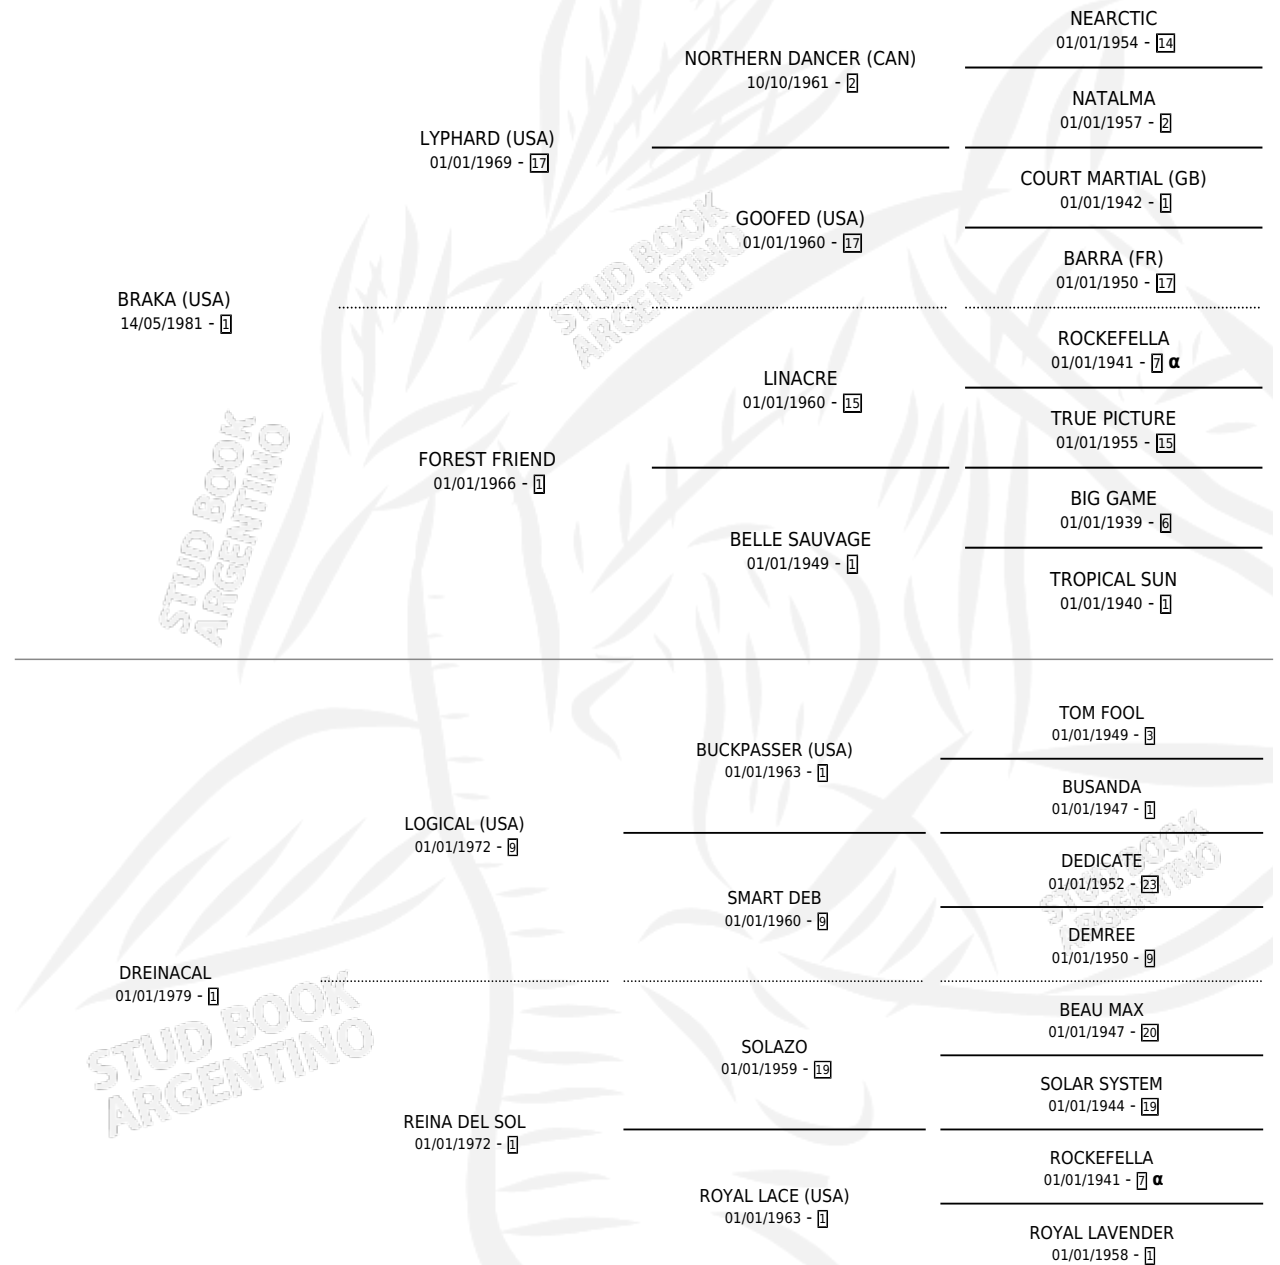 NEARCTIC
01/01/1954 - 14
NORTHERN DANCER (CAN)
10/10/1961 - 2
NATALMA
01/01/1957 - 2
LYPHARD (USA)
01/01/1969 - 17
COURT MARTIAL (GB)
01/01/1942 - 1
GOOFED (USA)
01/01/1960 - 17
BARRA (FR)
01/01/1950 - 17
BRAKA (USA)
14/05/1981 - 1
ROCKEFELLA
01/01/1941 - 7 α
LINACRE
01/01/1960 - 15
TRUE PICTURE
01/01/1955 - 15
FOREST FRIEND
01/01/1966 - 1
BIG GAME
01/01/1939 - 6
BELLE SAUVAGE
01/01/1949 - 1
TROPICAL SUN
01/01/1940 - 1
TOM FOOL
01/01/1949 - 3
BUCKPASSER (USA)
01/01/1963 - 1
BUSANDA
01/01/1947 - 1
LOGICAL (USA)
01/01/1972 - 9
DEDICATE
01/01/1952 - 23
SMART DEB
01/01/1960 - 9
DEMREE
01/01/1950 - 9
DREINACAL
01/01/1979 - 1
BEAU MAX
01/01/1947 - 20
SOLAZO
01/01/1959 - 19
SOLAR SYSTEM
01/01/1944 - 19
REINA DEL SOL
01/01/1972 - 1
ROCKEFELLA
01/01/1941 - 7 α
ROYAL LACE (USA)
01/01/1963 - 1
ROYAL LAVENDER
01/01/1958 - 1
STUD BOOK
ARGENTINO
STUD BOOK
ARGENTINO
STUD BOOK
ARGENTINO
STUD BOOK
ARGENTINO